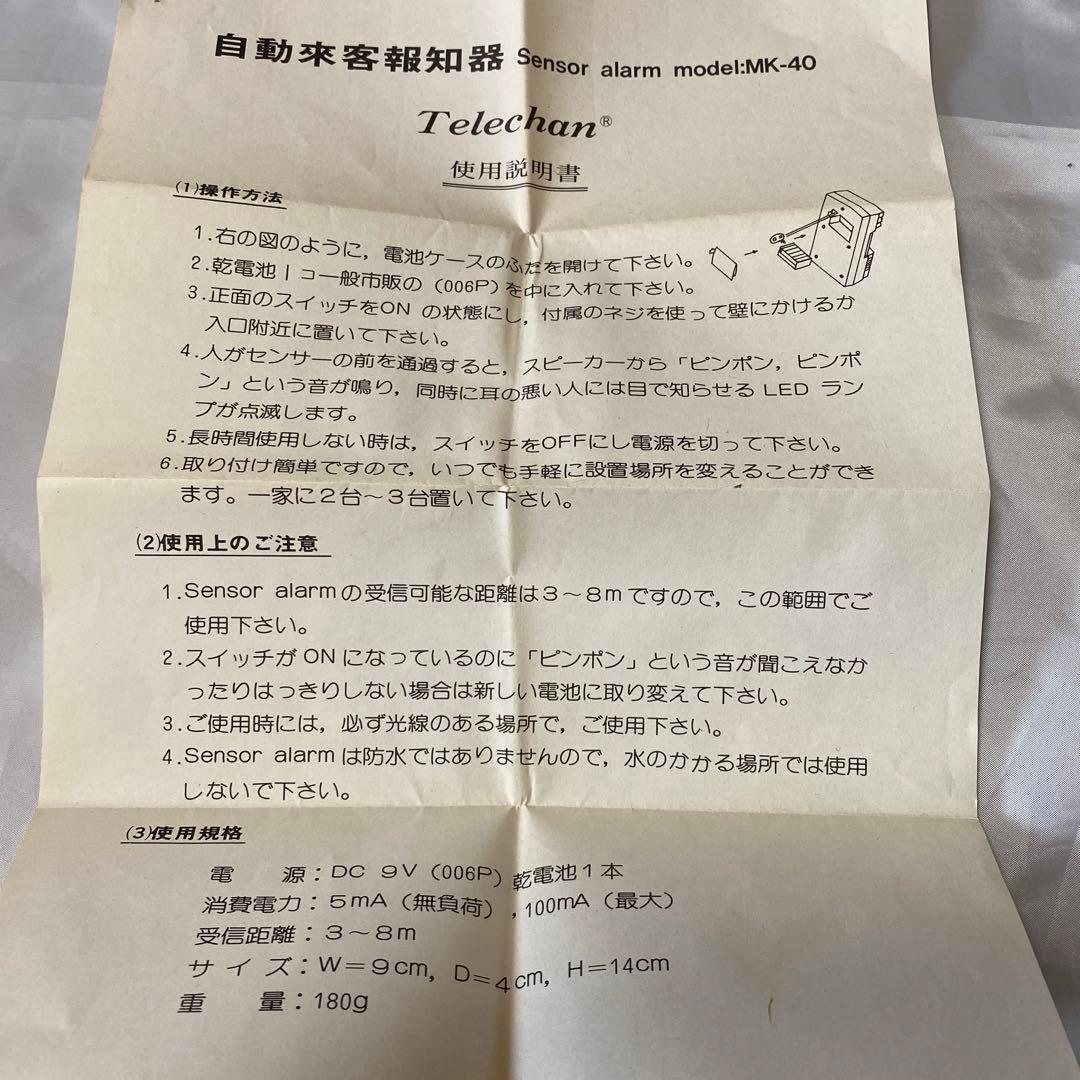 自動來客報知器 Sensor alarm model:MK-40
Telechan®
使用説明書
(1)操作方法
1.右の図のように，電池ケースのふたを開けて下さい。
2.乾電池 | コ一般市販の（006P）を中に入れて下さい。
3.正面のスイッチをON の状態にし，付属のネジを使って壁にかけるか
入口附近に置いて下さい。
4.人がセンサーの前を通過すると，スピーカーから「ピンポン，ピンポ
ン」という音が鳴り，同時に耳の悪い人には目で知らせる LED ラン
プが点滅します。
5.長時間使用しない時は，スイッチをOFFにし電源を切って下さい。
6.取り付け簡単ですので，いつでも手軽に設置場所を変えることができ
ます。一家に2台～3台置いて下さい。
(2)使用上のご注意
1.Sensor alarmの受信可能な距離は3～8mですので，この範囲でご
使用下さい。
2.スイッチがONになっているのに「ピンポン」という音が聞こえなか
ったりはっきりしない場合は新しい電池に取り変えて下さい。
3.ご使用時には，必ず光線のある場所で，ご使用下さい。
4.Sensor alarmは防水ではありませんので，水のかかる場所では使用
しないで下さい。
(3)使用規格
電　源：DC 9V（006P）乾電池1本
消費電力：5mA（無負荷），100mA（最大）
受信距離：3～8m
サイズ：W=9cm，D=4cm，H=14cm
重　量：180g